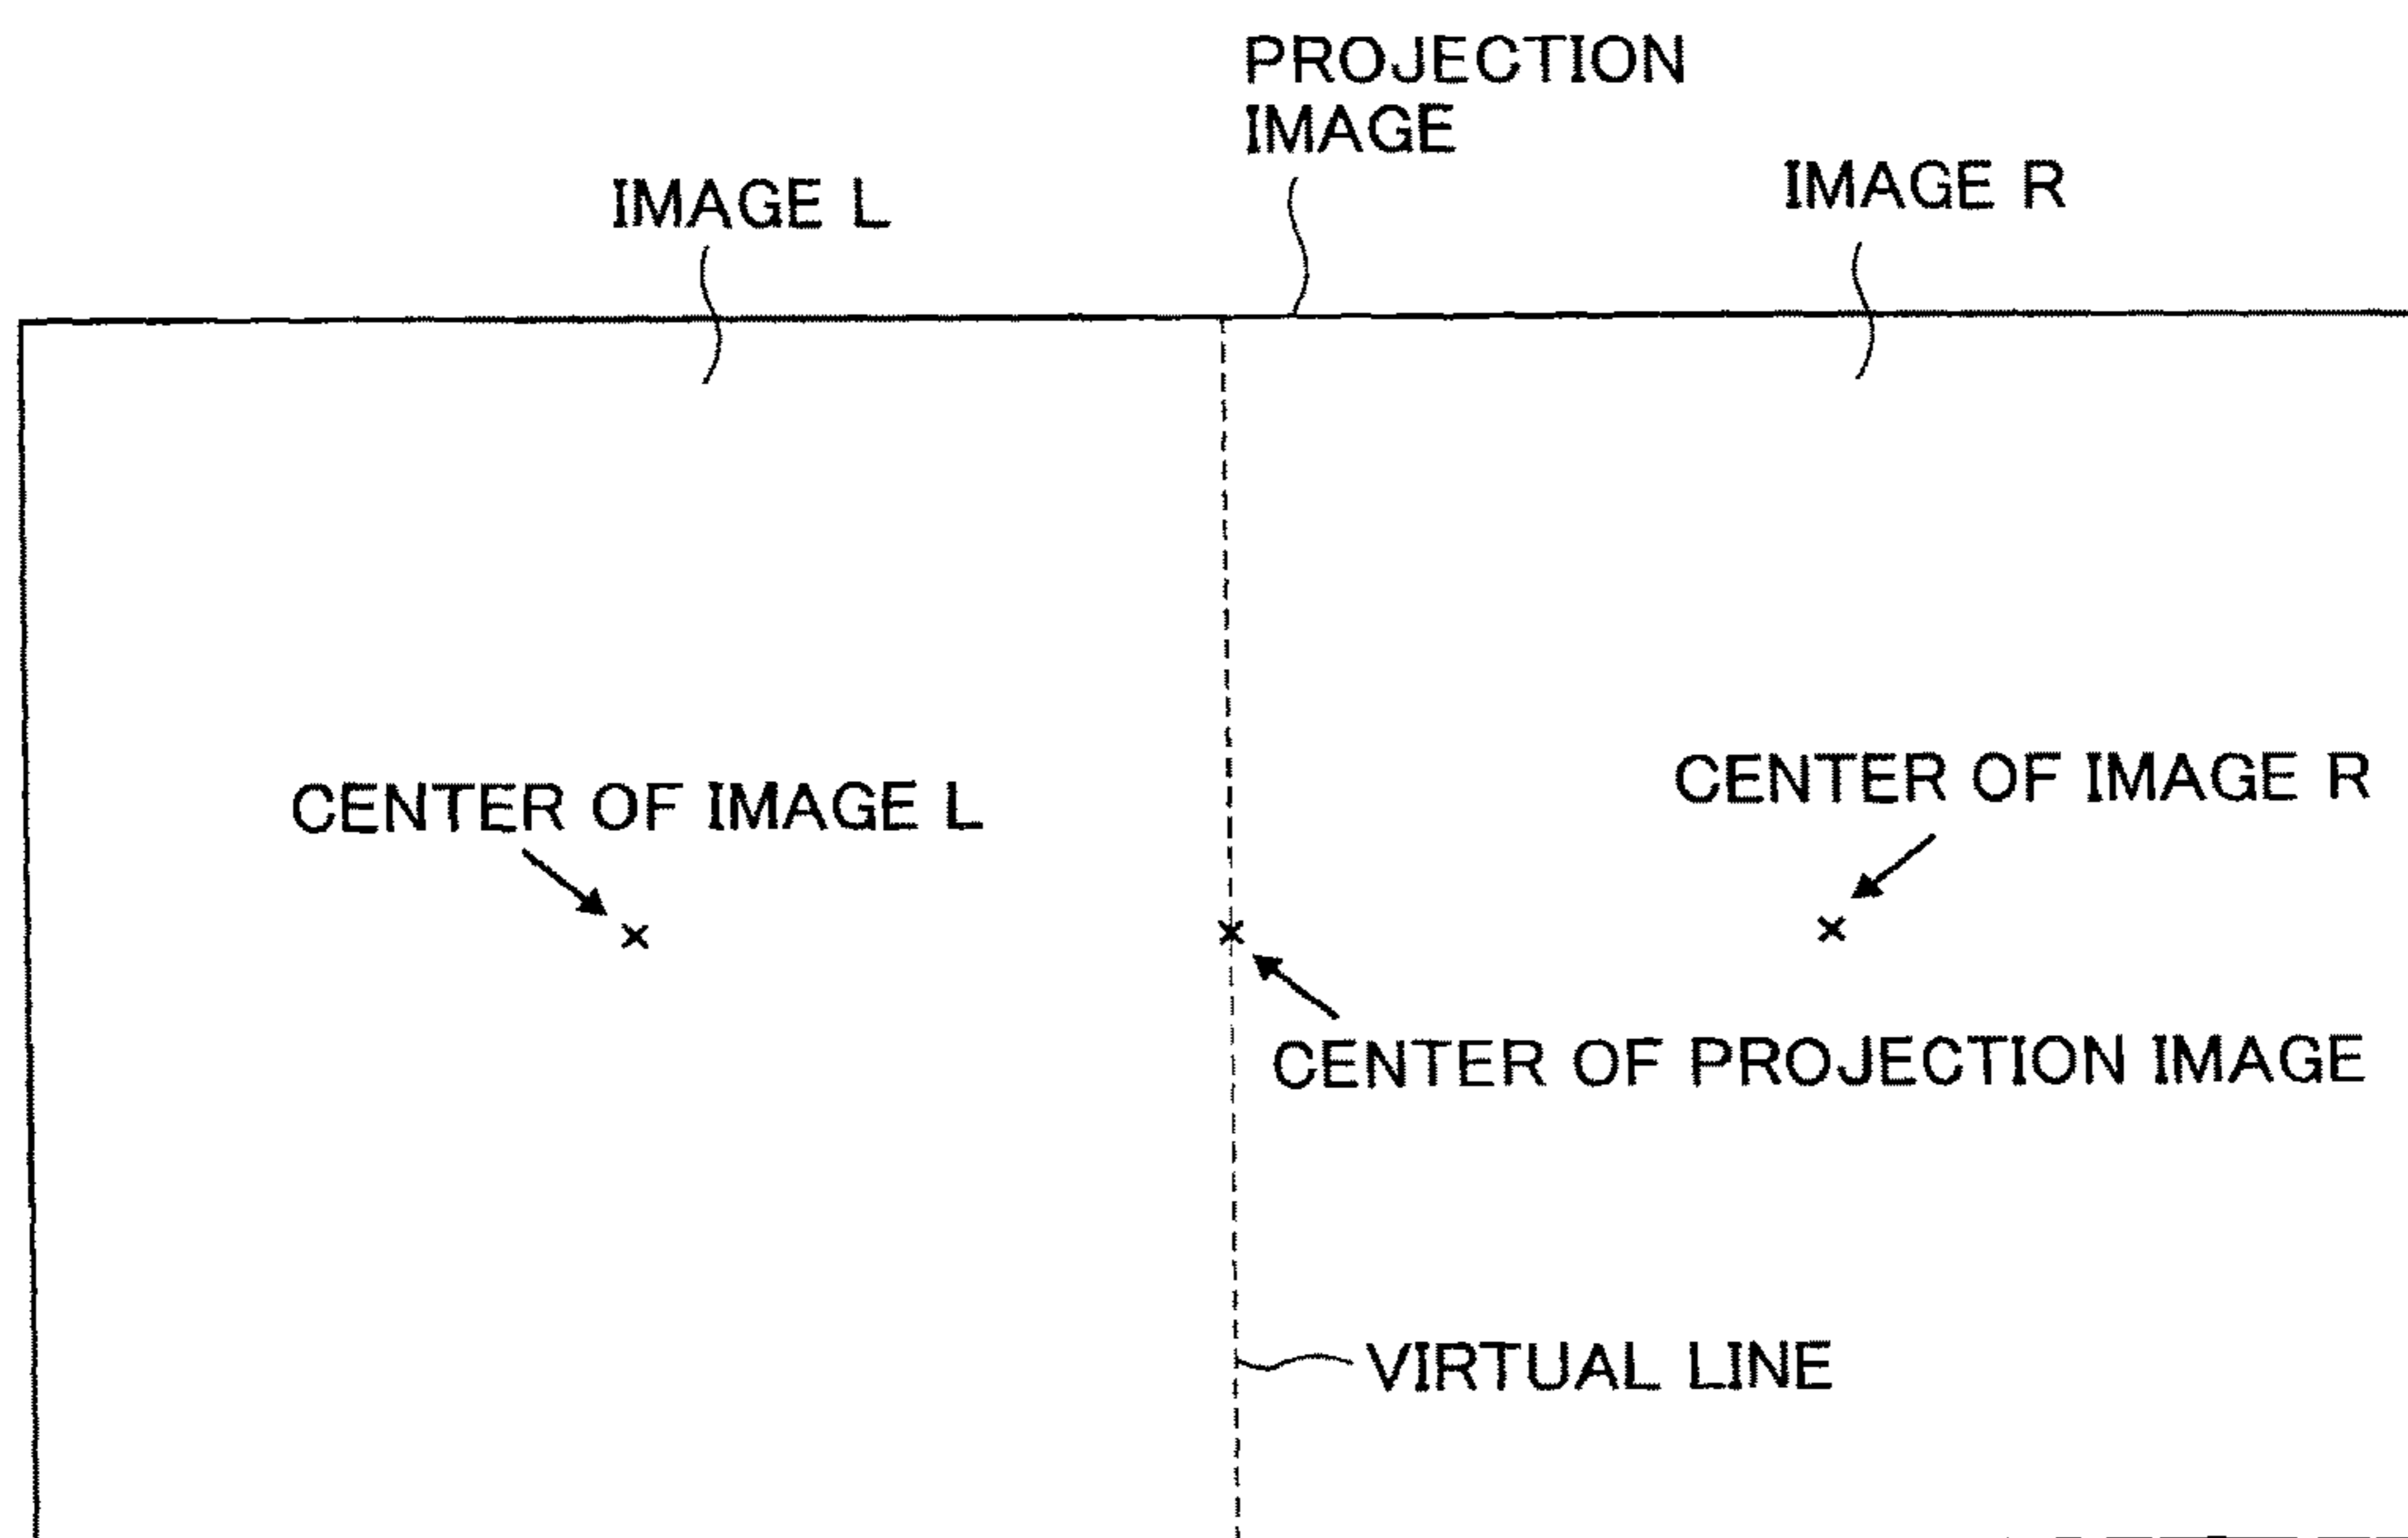 PROJECTION
IMAGE
IMAGE L
IMAGE R
CENTER OF IMAGE L
CENTER OF IMAGE R
CENTER OF PROJECTION IMAGE
VIRTUAL LINE